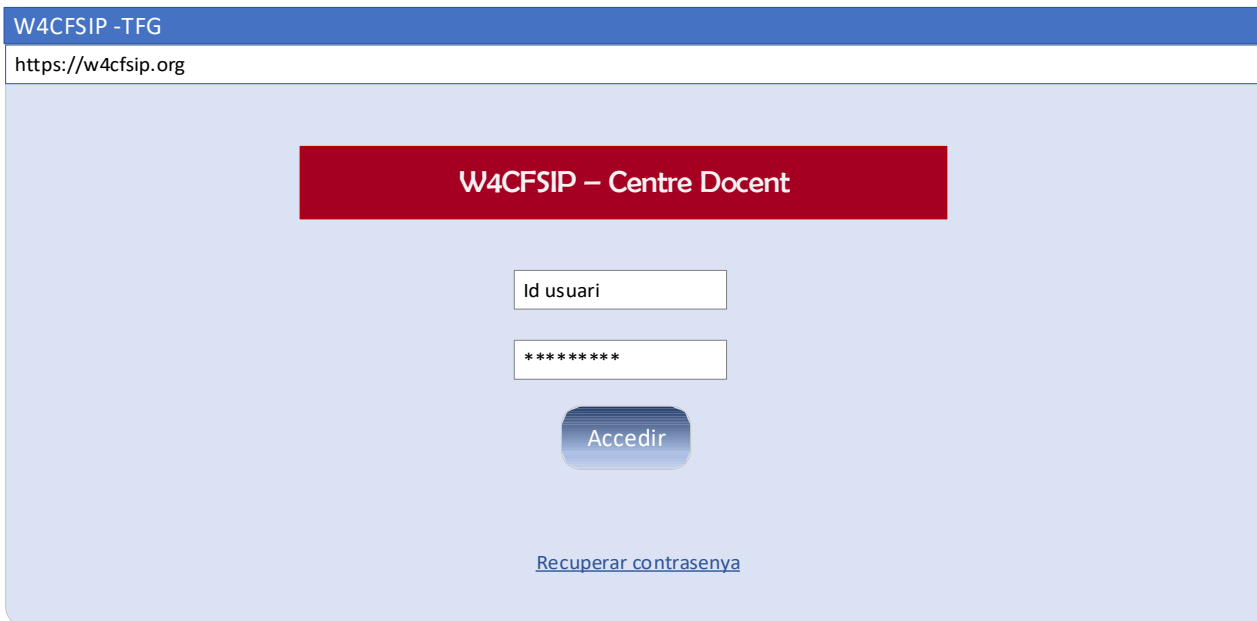 W4CFSIP -TFG
https://w4cfsip.org
W4CFSIP – Centre Docent
Id usuari
*********
Accedir
Recuperar contrasenya